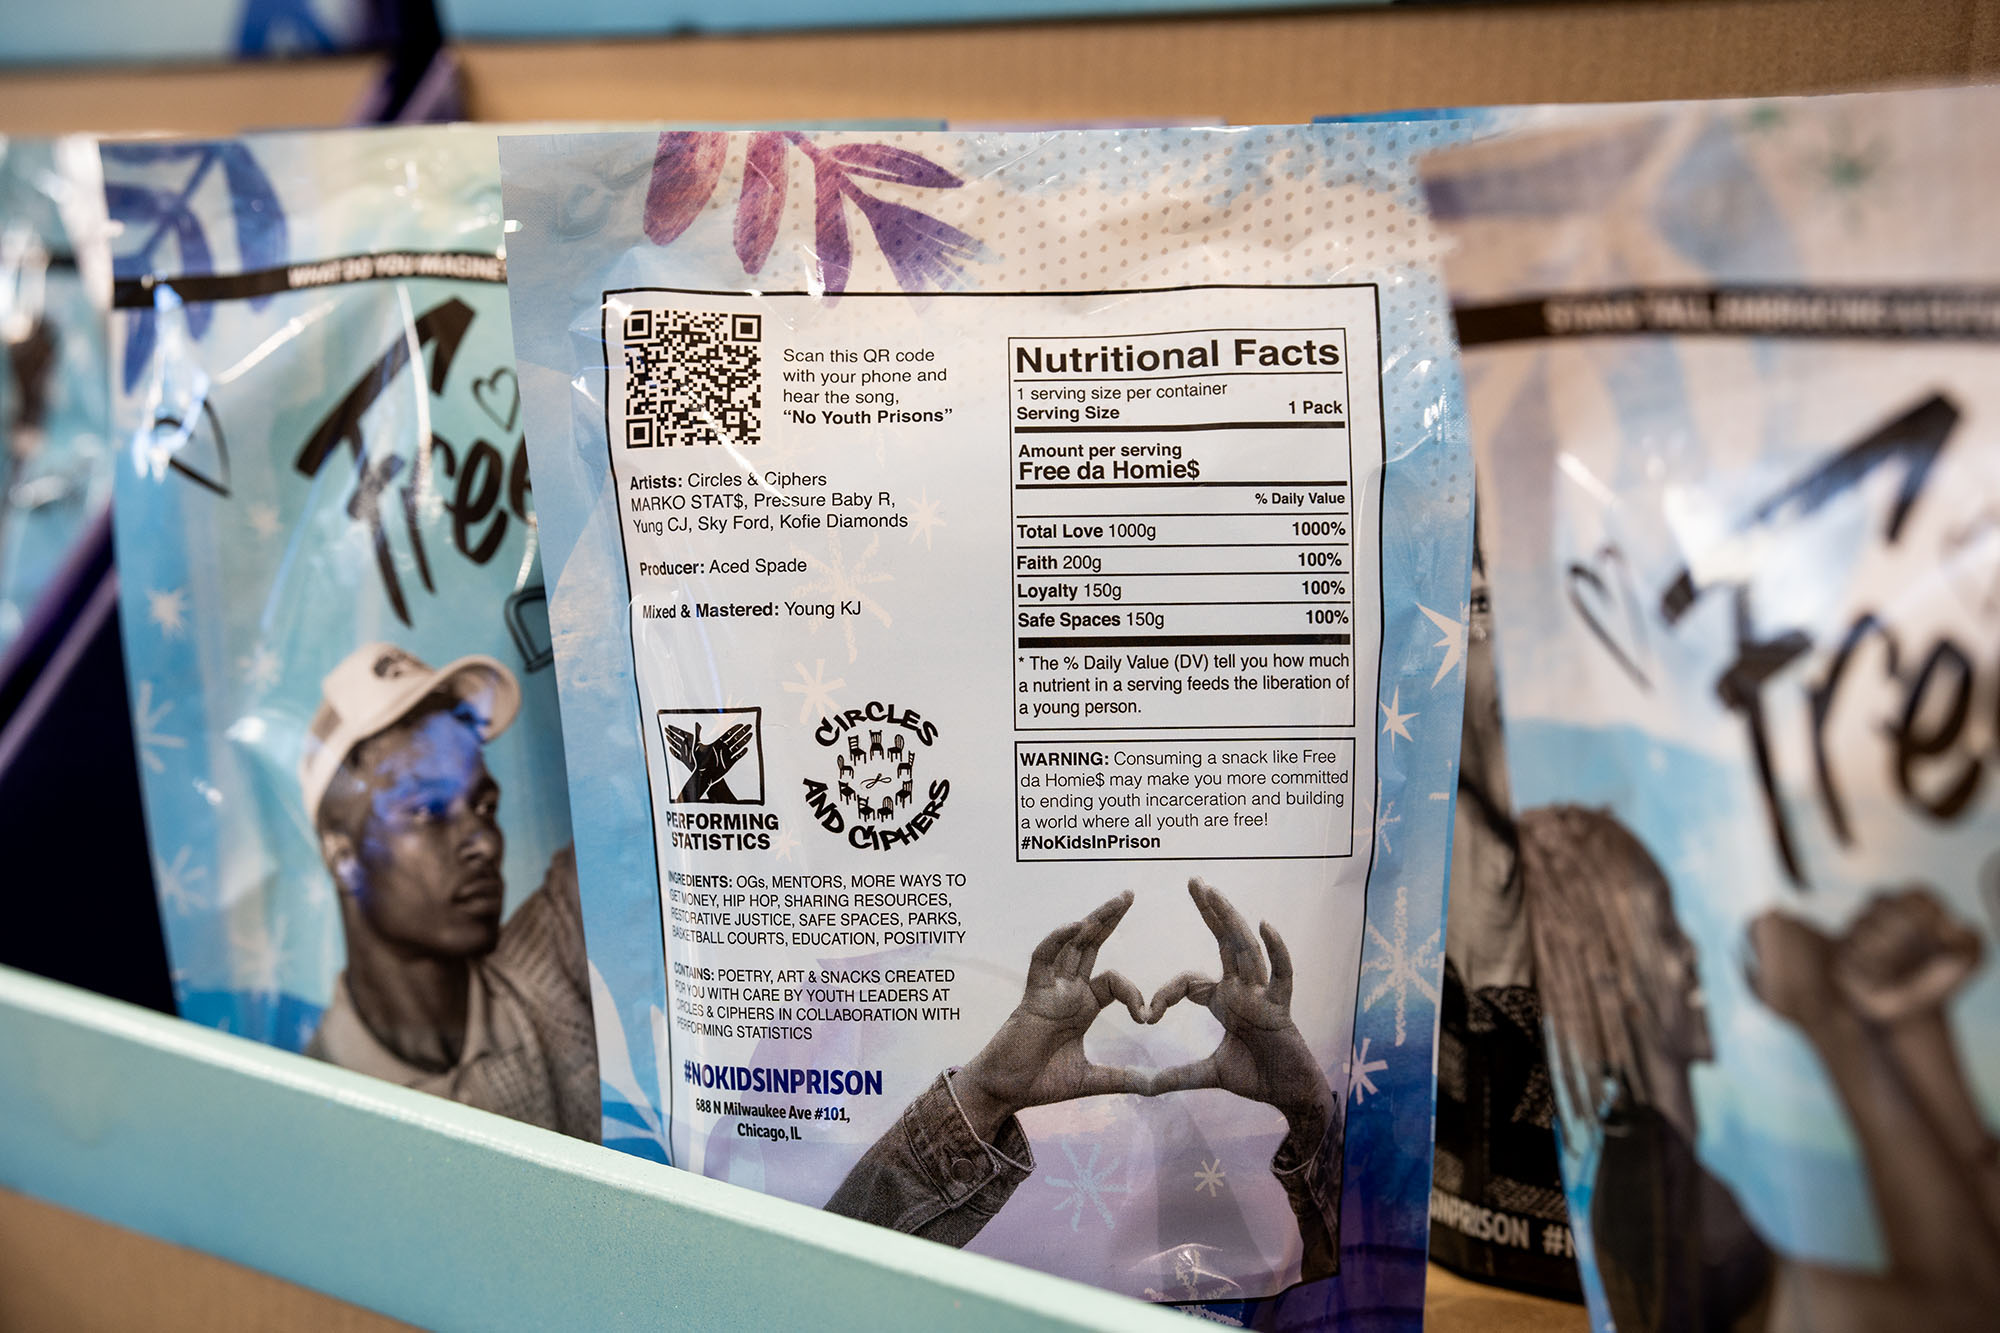 WHAT DO YOU IMAGINE
Free
Scan this QR code
with your phone and
hear the song,
“No Youth Prisons”
Artists: Circles & Ciphers
MARKO STAT$, Pressure Baby R,
Yung CJ, Sky Ford, Kofie Diamonds
Producer: Aced Spade
Mixed & Mastered: Young KJ
PERFORMING
STATISTICS
CIRCLES
AND CIPHERS
INGREDIENTS: OGs, MENTORS, MORE WAYS TO
GET MONEY, HIP HOP, SHARING RESOURCES,
RESTORATIVE JUSTICE, SAFE SPACES, PARKS,
BASKETBALL COURTS, EDUCATION, POSITIVITY
CONTAINS: POETRY, ART & SNACKS CREATED
FOR YOU WITH CARE BY YOUTH LEADERS AT
CIRCLES & CIPHERS IN COLLABORATION WITH
PERFORMING STATISTICS
#NOKIDSINPRISON
688 N Milwaukee Ave #101,
Chicago, IL
Nutritional Facts
1 serving size per container
Serving Size 1 Pack
Amount per serving
Free da Homie$
% Daily Value
Total Love 1000g 1000%
Faith 200g 100%
Loyalty 150g 100%
Safe Spaces 150g 100%
* The % Daily Value (DV) tell you how much
a nutrient in a serving feeds the liberation of
a young person.
WARNING: Consuming a snack like Free
da Homie$ may make you more committed
to ending youth incarceration and building
a world where all youth are free!
#NoKidsInPrison
STAND TALL,
Free
INPRISON #N